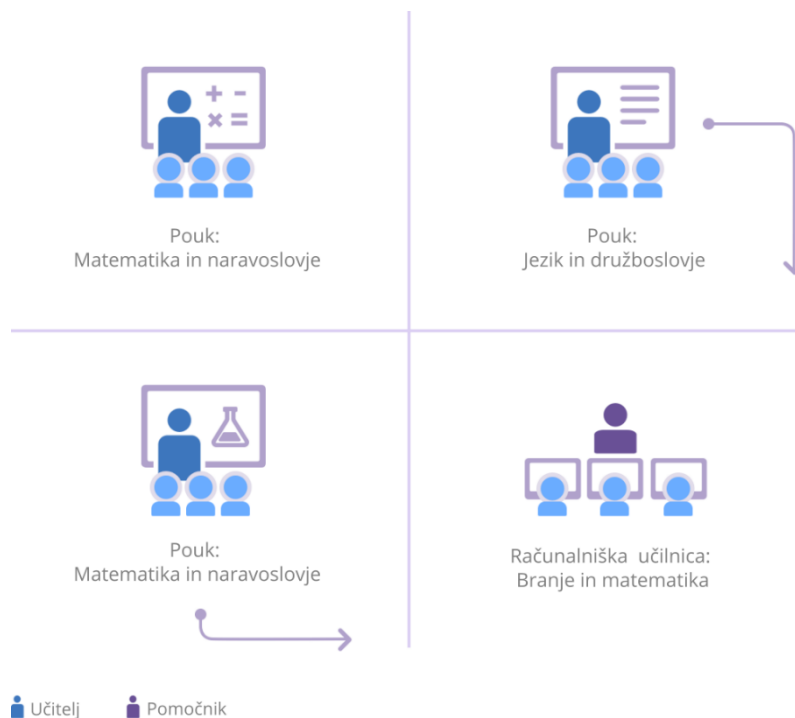 Pouk:
Matematika in naravoslovje
Pouk:
Jezik in družboslovje
Pouk:
Matematika in naravoslovje
Računalniška učilnica:
Branje in matematika
Učitelj
Pomočnik